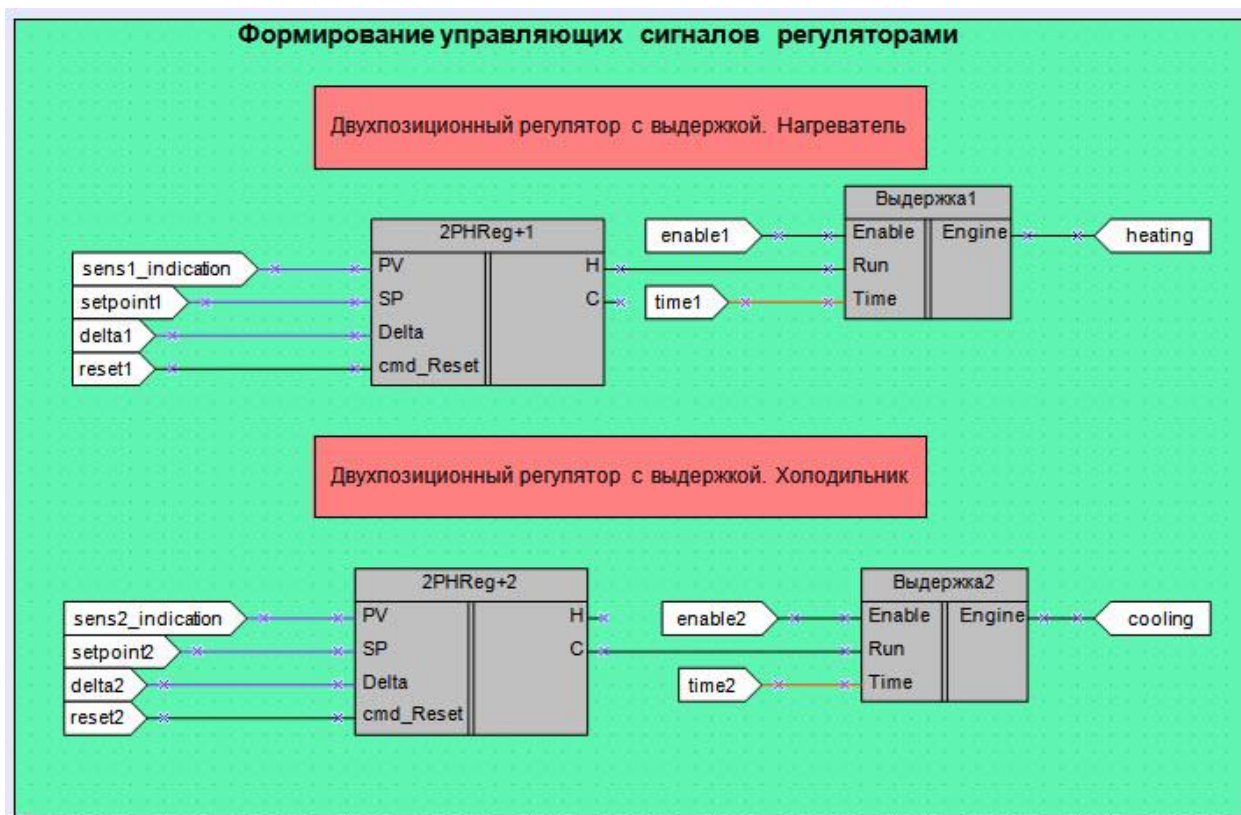 Формирование управляющих сигналов регуляторами
Двухпозиционный регулятор с выдержкой. Нагреватель
Выдержка1
2PHReg+1
enable1
Enable
Engine
heating
sens1_indication
PV
H
Run
setpoint1
SP
C
time1
Time
delta1
Delta
reset1
cmd_Reset
Двухпозиционный регулятор с выдержкой. Холодильник
2PHReg+2
Выдержка2
sens2_indication
PV
H
enable2
Enable
Engine
cooling
setpoint2
SP
C
Run
delta2
Delta
time2
Time
reset2
cmd_Reset